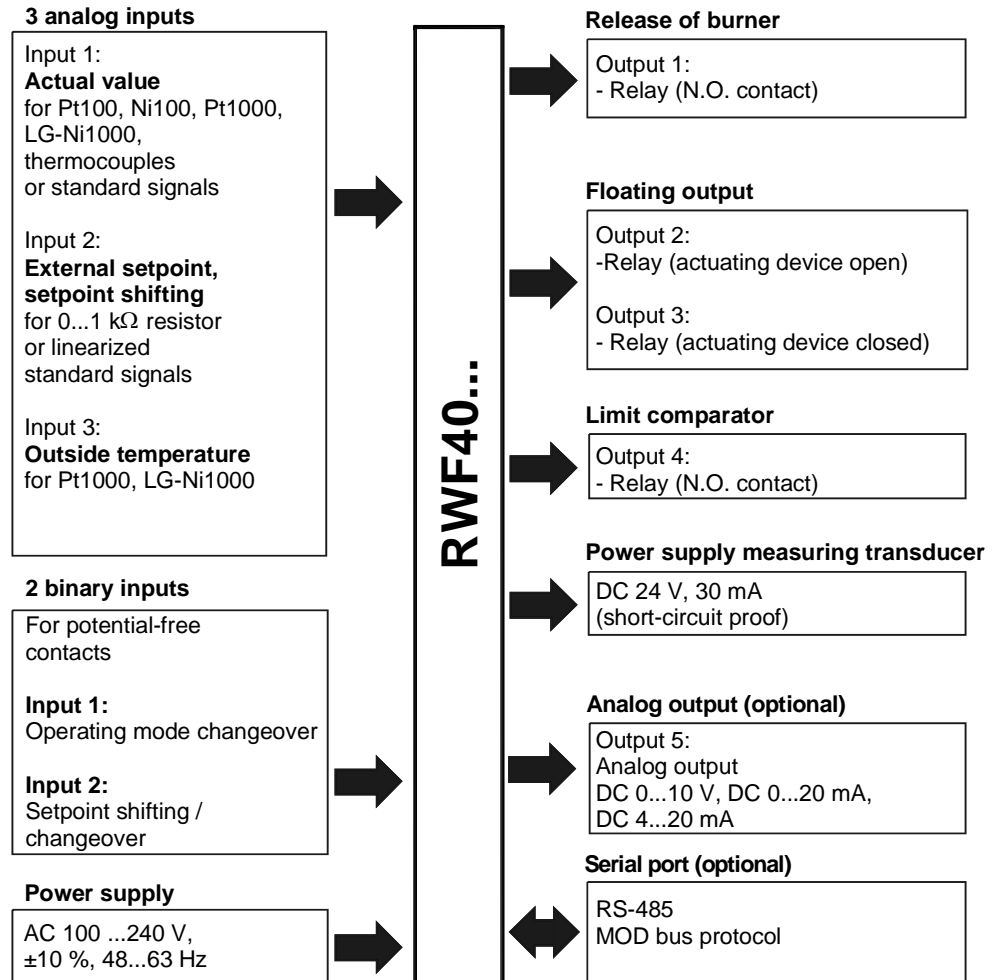 3 analog inputs
Input 1:
Actual value
for Pt100, Ni100, Pt1000,
LG-Ni1000,
thermocouples
or standard signals
Input 2:
External setpoint,
setpoint shifting
for 0...1 kΩ resistor
or linearized
standard signals
Input 3:
Outside temperature
for Pt1000, LG-Ni1000
2 binary inputs
For potential-free
contacts
Input 1:
Operating mode changeover
Input 2:
Setpoint shifting /
changeover
Power supply
AC 100 ...240 V,
±10 %, 48...63 Hz
RWF40...
Release of burner
Output 1:
- Relay (N.O. contact)
Floating output
Output 2:
-Relay (actuating device open)
Output 3:
- Relay (actuating device closed)
Limit comparator
Output 4:
- Relay (N.O. contact)
Power supply measuring transducer
DC 24 V, 30 mA
(short-circuit proof)
Analog output (optional)
Output 5:
Analog output
DC 0...10 V, DC 0...20 mA,
DC 4...20 mA
Serial port (optional)
RS-485
MOD bus protocol